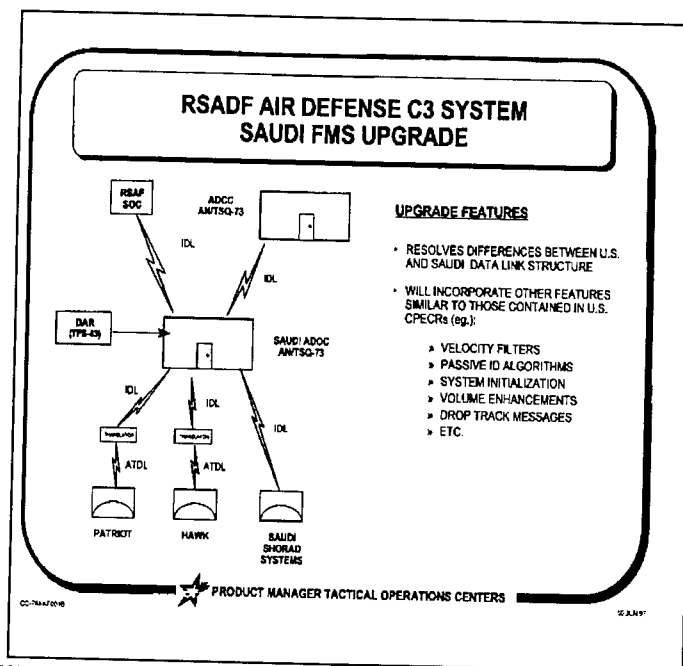 RSADF AIR DEFENSE C3 SYSTEM
SAUDI FMS UPGRADE
RSAF
SOC
ADCC
AN/TSQ-73
IDL
IDL
DAR
(TPS-43)
SAUDI ADOC
AN/TSQ-73
IDL
IDL
IDL
TRANSLATOR
TRANSLATOR
ATDL
ATDL
PATRIOT
HAWK
SAUDI
SHORAD
SYSTEMS
UPGRADE FEATURES
• RESOLVES DIFFERENCES BETWEEN U.S.
AND SAUDI DATA LINK STRUCTURE
• WILL INCORPORATE OTHER FEATURES
SIMILAR TO THOSE CONTAINED IN U.S.
CPECRs (eg.):
» VELOCITY FILTERS
» PASSIVE ID ALGORITHMS
» SYSTEM INITIALIZATION
» VOLUME ENHANCEMENTS
» DROP TRACK MESSAGES
» ETC.
PRODUCT MANAGER TACTICAL OPERATIONS CENTERS